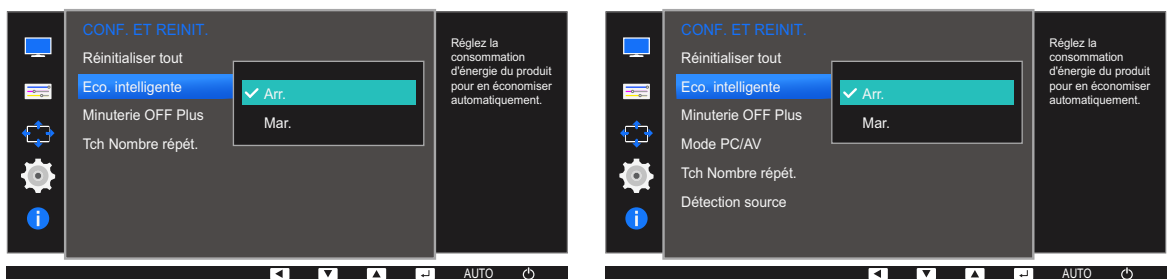 CONF. ET REINIT.
Réinitialiser tout
Eco. intelligente
Minuterie OFF Plus
Tch Nombre répét.
Arr.
Mar.
Réglez la
consommation
d'énergie du produit
pour en économiser
automatiquement.
AUTO
CONF. ET REINIT.
Réinitialiser tout
Eco. intelligente
Minuterie OFF Plus
Mode PC/AV
Tch Nombre répét.
Détection source
Arr.
Mar.
Réglez la
consommation
d'énergie du produit
pour en économiser
automatiquement.
AUTO